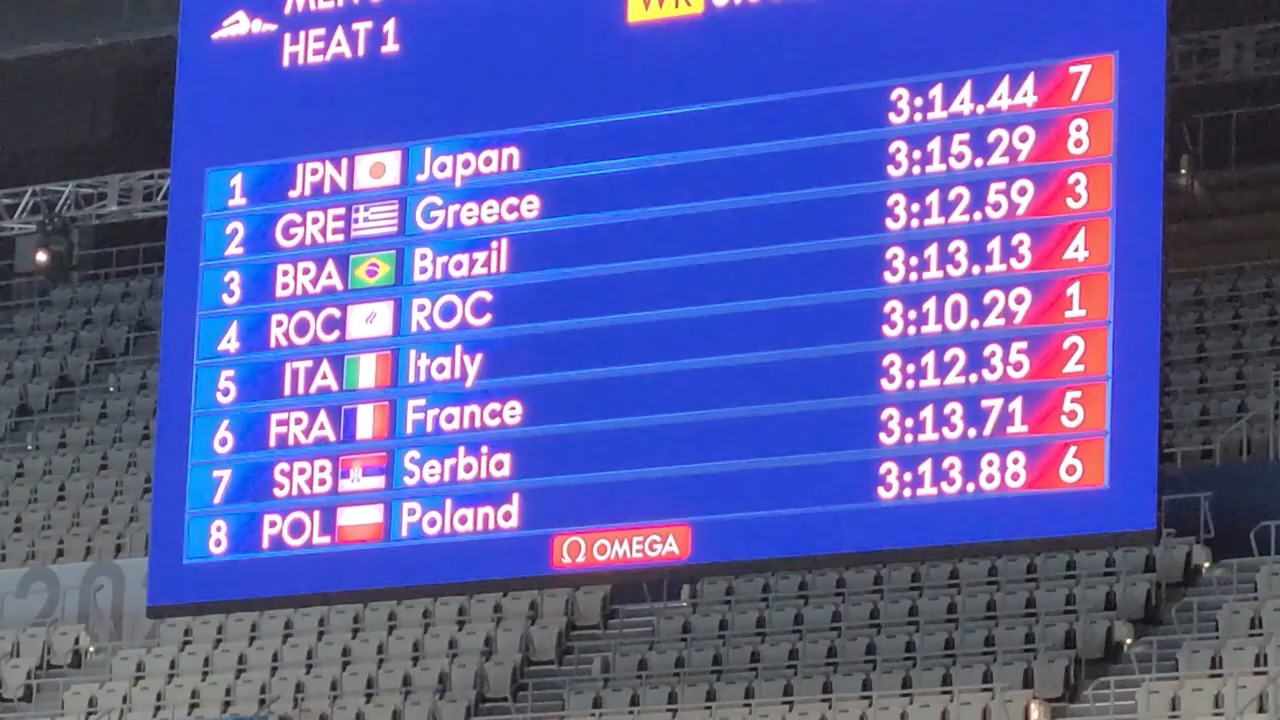 MEN'S
WR
HEAT 1
1 JPN Japan 3:14.44 7
2 GRE Greece 3:15.29 8
3 BRA Brazil 3:12.59 3
4 ROC ROC 3:13.13 4
5 ITA Italy 3:10.29 1
6 FRA France 3:12.35 2
7 SRB Serbia 3:13.71 5
8 POL Poland 3:13.88 6
Ω OMEGA